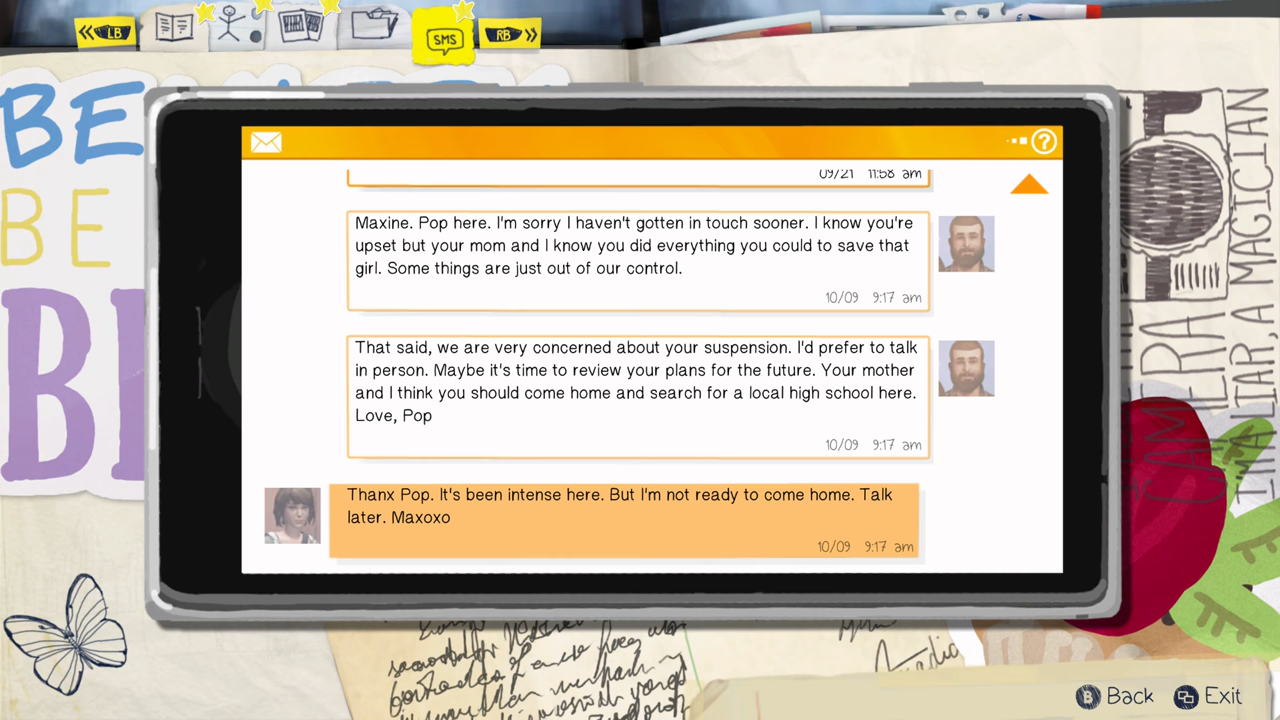 LB
SMS
RB
09/21 11:58 am
Maxine. Pop here. I'm sorry I haven't gotten in touch sooner. I know you're
upset but your mom and I know you did everything you could to save that
girl. Some things are just out of our control.
10/09 9:17 am
That said, we are very concerned about your suspension. I'd prefer to talk
in person. Maybe it's time to review your plans for the future. Your mother
and I think you should come home and search for a local high school here.
Love, Pop
10/09 9:17 am
Thanx Pop. It's been intense here. But I'm not ready to come home. Talk
later. Maxoxo
10/09 9:17 am
BE
BE
MAGICIAN
B Back
Exit